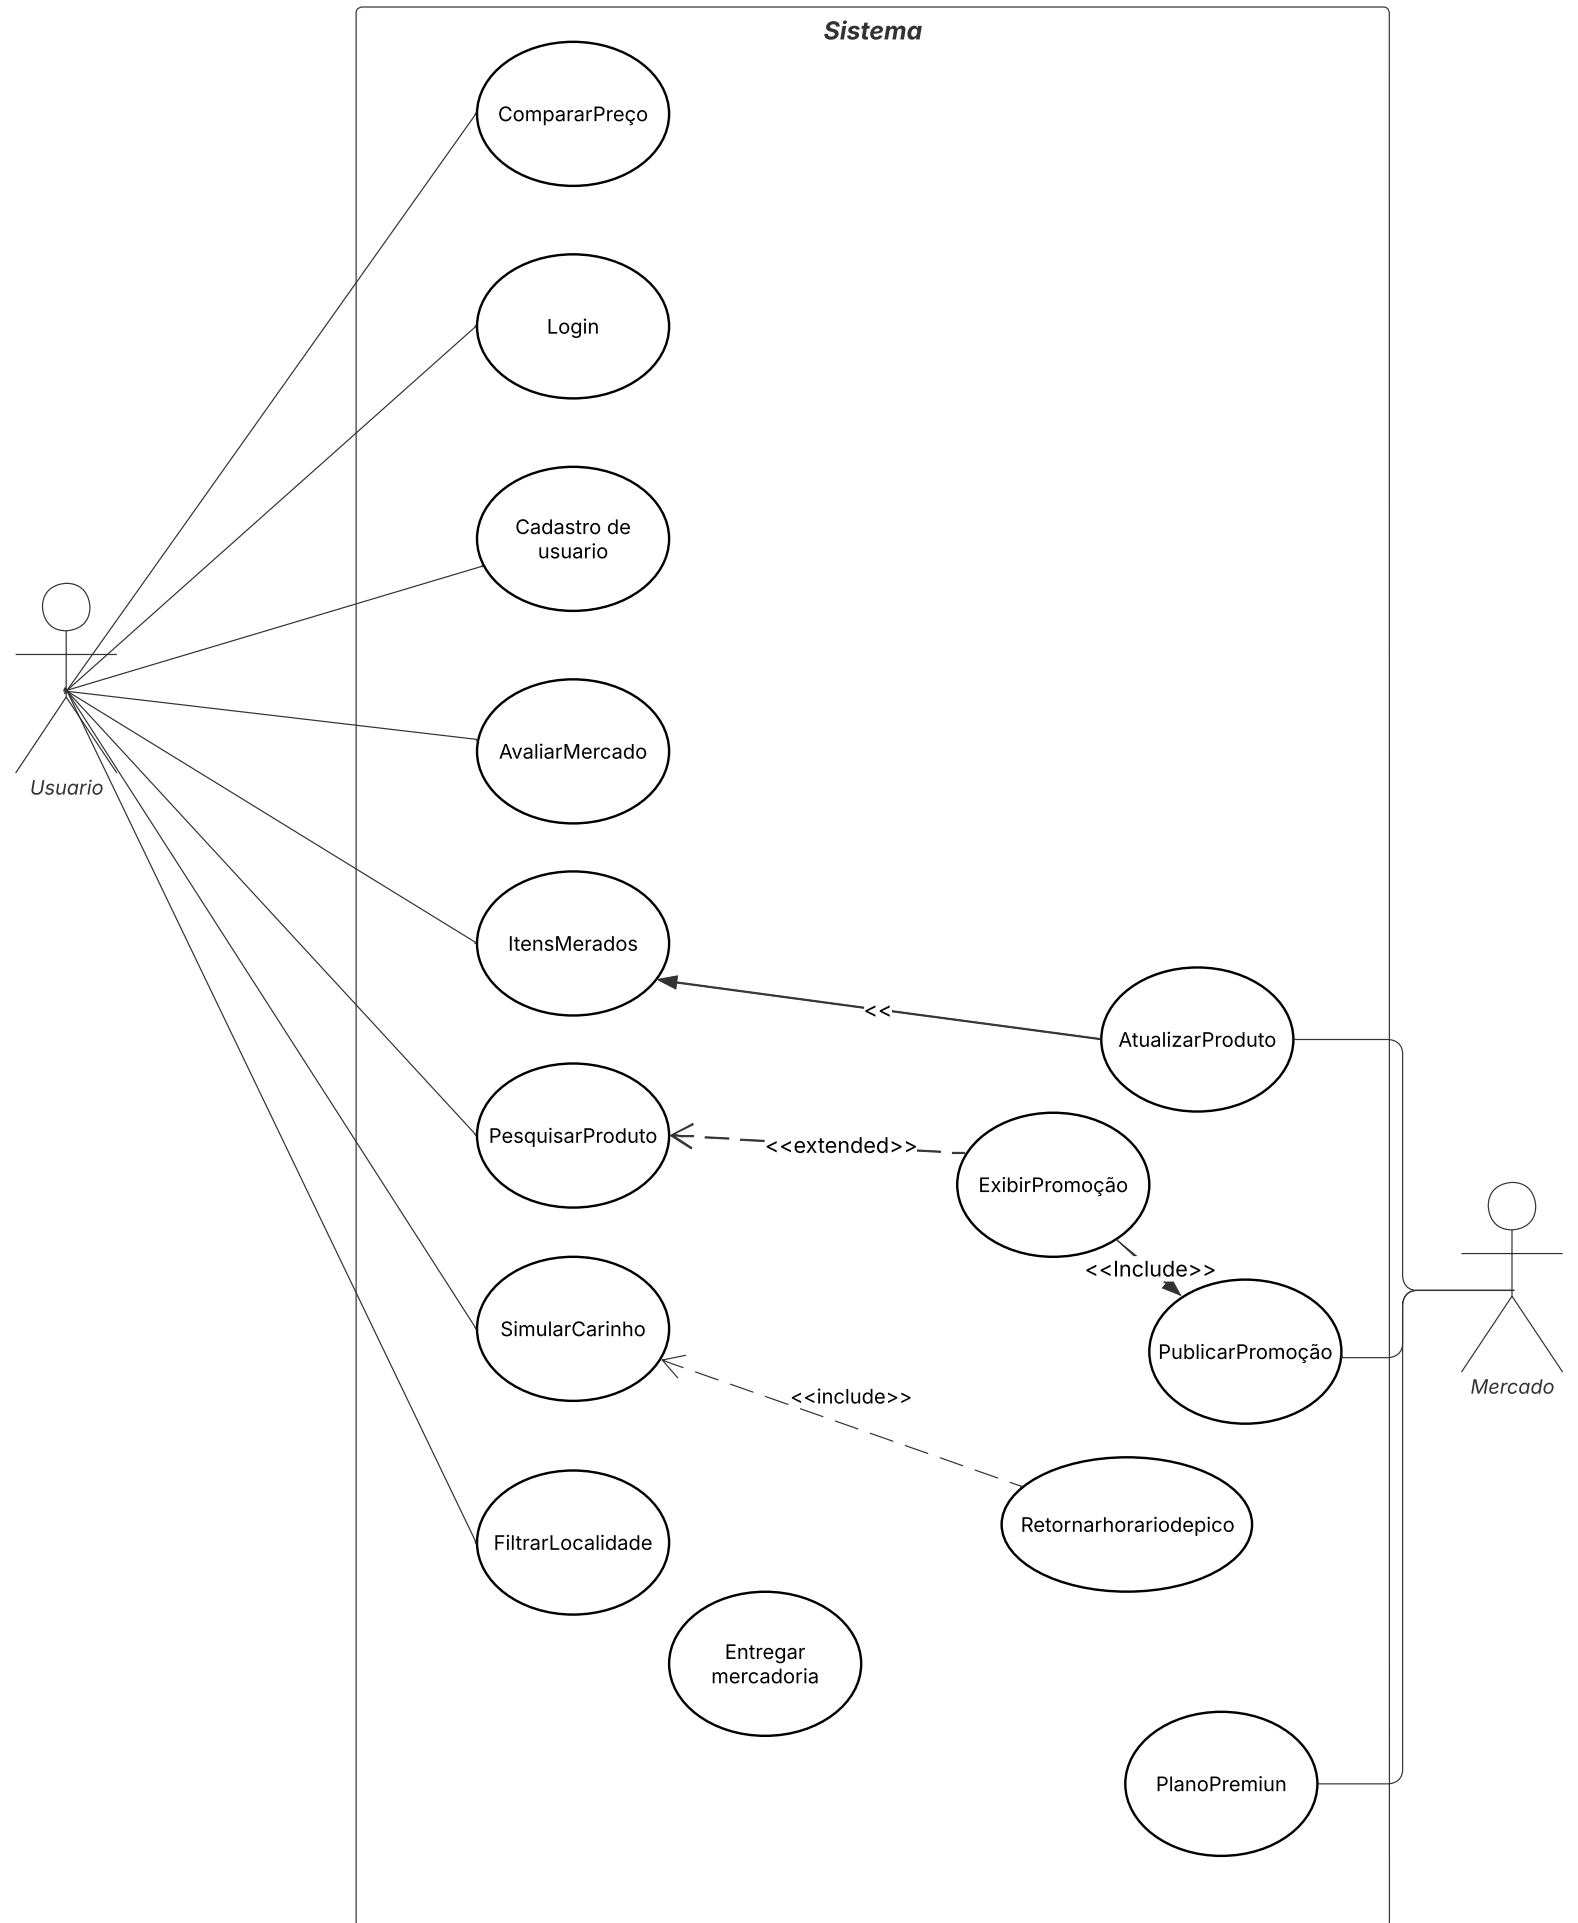 Sistema
CompararPreço
Login
Cadastro de
usuario
Usuario
AvaliarMercado
ItensMerados
<<
AtualizarProduto
PesquisarProduto
<<extended>>
ExibirPromoção
<<Include>>
SimularCarinho
PublicarPromoção
Mercado
<<include>>
Retornarhorariodepico
FiltrarLocalidade
Entregar
mercadoria
PlanoPremiun